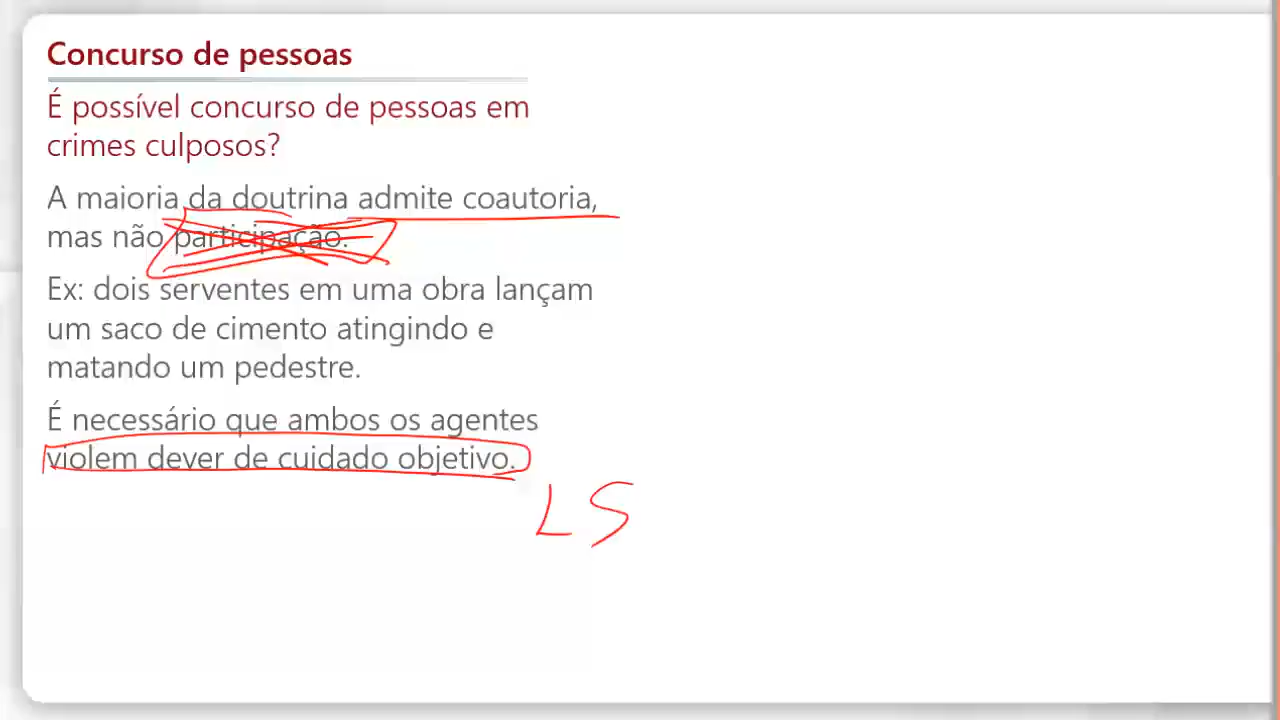 Concurso de pessoas
É possível concurso de pessoas em
crimes culposos?
A maioria da doutrina admite coautoria,
mas não participação.
Ex: dois serventes em uma obra lançam
um saco de cimento atingindo e
matando um pedestre.
É necessário que ambos os agentes
violem dever de cuidado objetivo.
LS